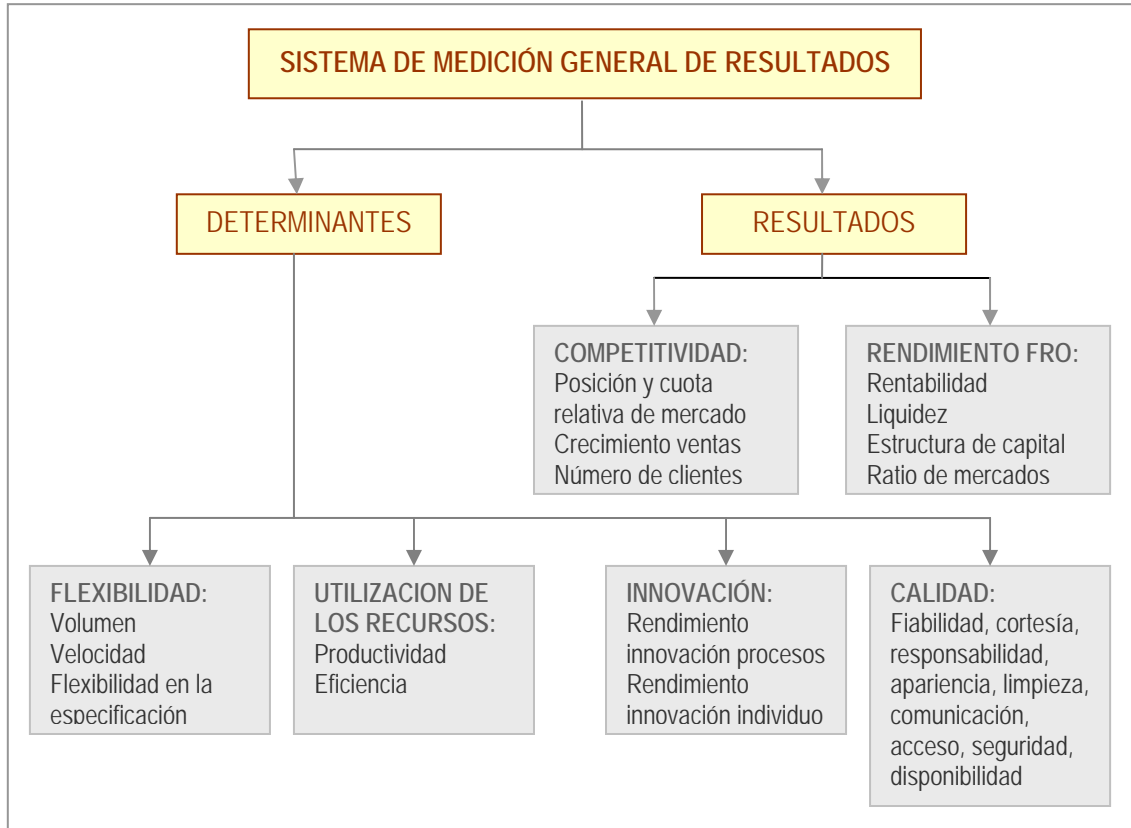 SISTEMA DE MEDICIÓN GENERAL DE RESULTADOS
DETERMINANTES
RESULTADOS
COMPETITIVIDAD:
Posición y cuota
relativa de mercado
Crecimiento ventas
Número de clientes
RENDIMIENTO FRO:
Rentabilidad
Liquidez
Estructura de capital
Ratio de mercados
FLEXIBILIDAD:
Volumen
Velocidad
Flexibilidad en la
especificación
UTILIZACION DE
LOS RECURSOS:
Productividad
Eficiencia
INNOVACIÓN:
Rendimiento
innovación procesos
Rendimiento
innovación individuo
CALIDAD:
Fiabilidad, cortesía,
responsabilidad,
apariencia, limpieza,
comunicación,
acceso, seguridad,
disponibilidad